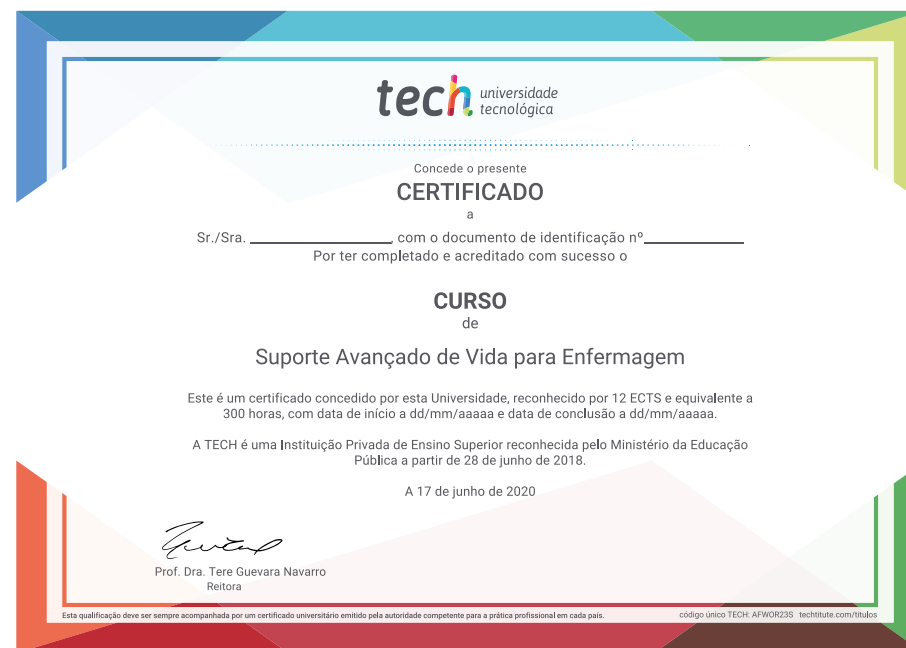 tech universidade
tecnológica
Concede o presente
CERTIFICADO
a
Sr./Sra. ____________________, com o documento de identificação nº______________
Por ter completado e acreditado com sucesso o
CURSO
de
Suporte Avançado de Vida para Enfermagem
Este é um certificado concedido por esta Universidade, reconhecido por 12 ECTS e equivalente a
300 horas, com data de início a dd/mm/aaaaa e data de conclusão a dd/mm/aaaaa.
A TECH é uma Instituição Privada de Ensino Superior reconhecida pelo Ministério da Educação
Pública a partir de 28 de junho de 2018.
A 17 de junho de 2020
Prof. Dra. Tere Guevara Navarro
Reitora
Esta qualificação deve ser sempre acompanhada por um certificado universitário emitido pela autoridade competente para a prática profissional em cada país.
código único TECH: AFWOR23S techtitute.com/titulos